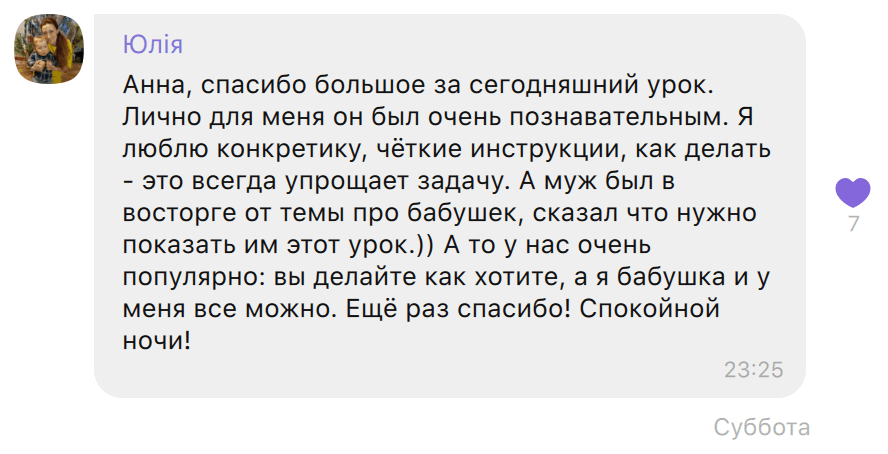 Юлія
Анна, спасибо большое за сегодняшний урок.
Лично для меня он был очень познавательным. Я
люблю конкретику, чёткие инструкции, как делать
- это всегда упрощает задачу. А муж был в
восторге от темы про бабушек, сказал что нужно
показать им этот урок.)) А то у нас очень
популярно: вы делайте как хотите, а я бабушка и у
меня все можно. Ещё раз спасибо! Спокойной
ночи!
23:25
7
Суббота